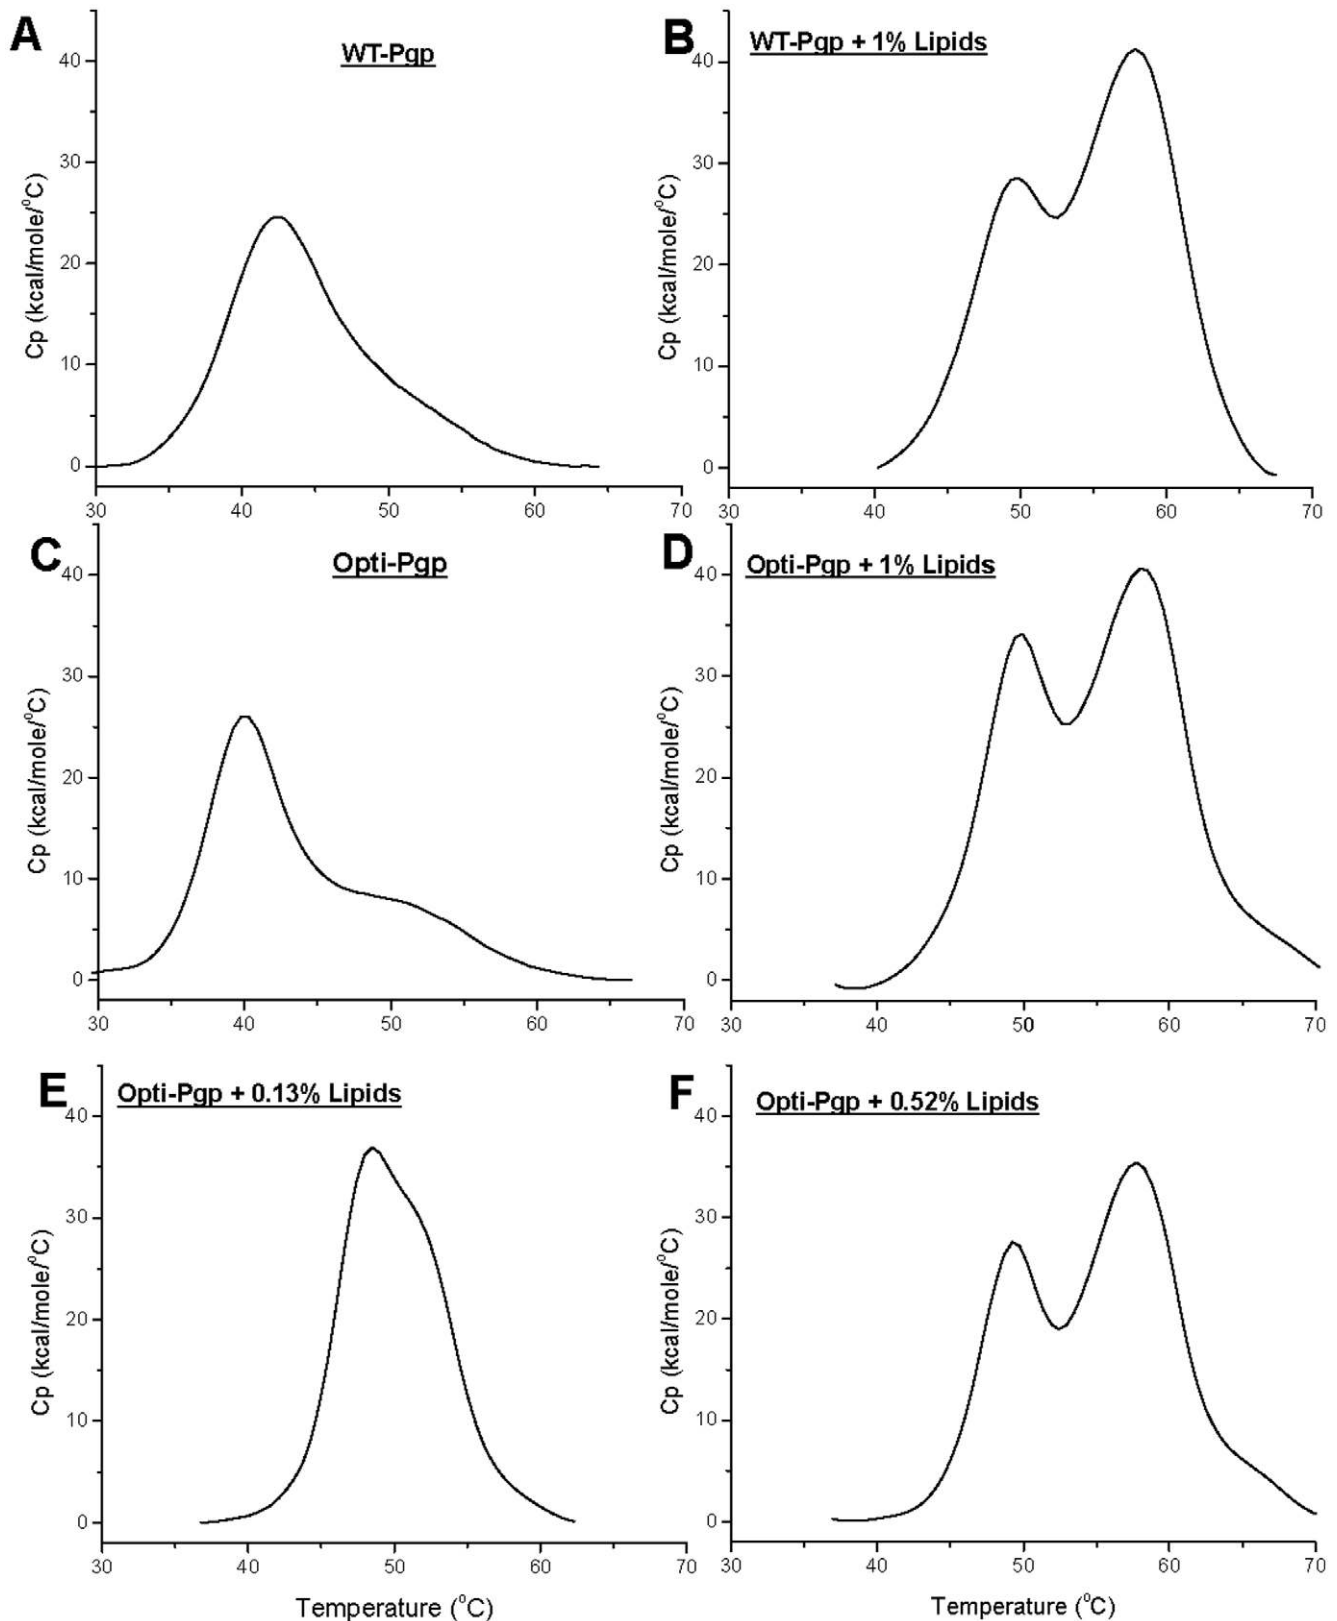 A
WT-Pgp
Cp (kcal/mole/°C)
40
30
20
10
0
30 40 50 60 70
B
WT-Pgp + 1% Lipids
Cp (kcal/mole/°C)
40
30
20
10
0
30 40 50 60 70
C
Opti-Pgp
Cp (kcal/mole/°C)
40
30
20
10
0
30 40 50 60 70
D
Opti-Pgp + 1% Lipids
Cp (kcal/mole/°C)
40
30
20
10
0
30 40 50 60 70
E
Opti-Pgp + 0.13% Lipids
Cp (kcal/mole/°C)
40
30
20
10
0
30 40 50 60 70
Temperature (°C)
F
Opti-Pgp + 0.52% Lipids
Cp (kcal/mole/°C)
40
30
20
10
0
30 40 50 60 70
Temperature (°C)